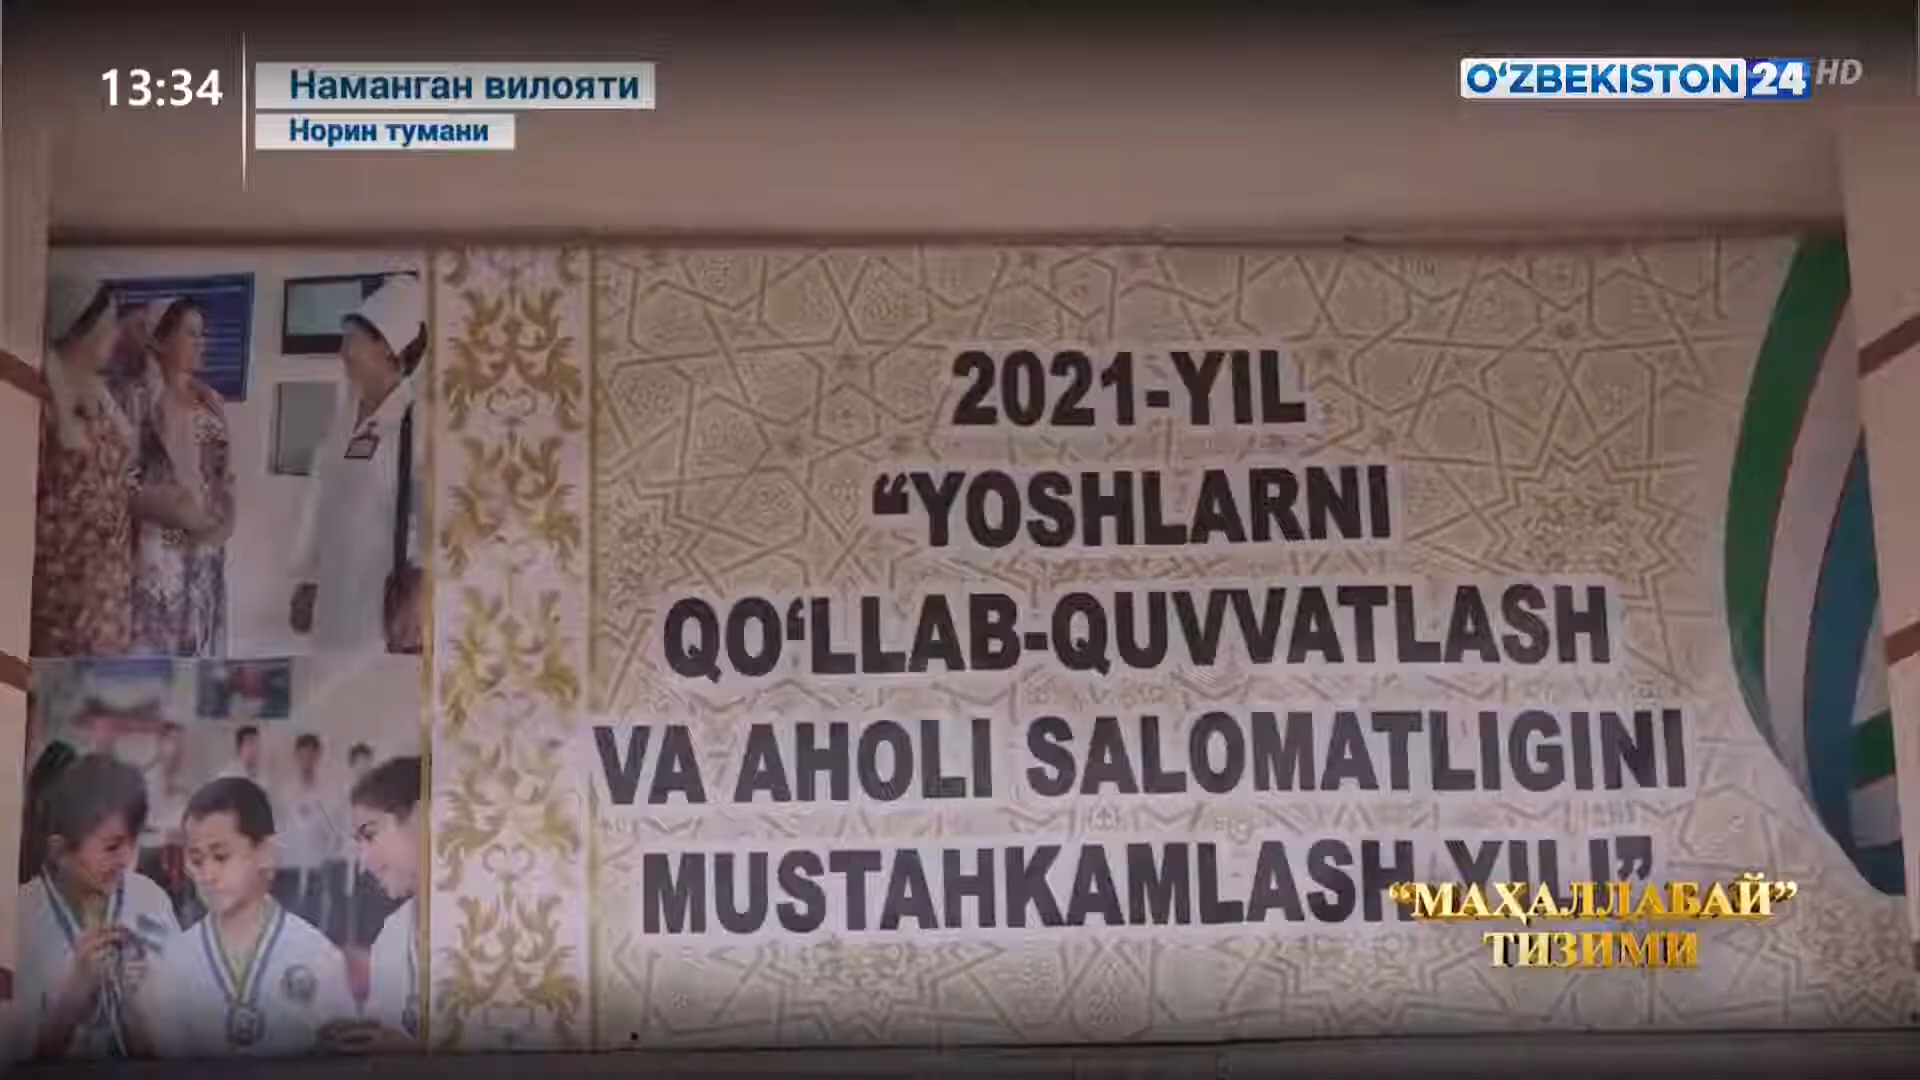 13:34
Наманган вилояти
Норин тумани
O‘ZBEKISTON 24 HD
2021-YIL
“YOSHLARNI
QO‘LLAB-QUVVATLASH
VA AHOLI SALOMATLIGINI
MUSTAHKAMLASH YILI”
“МАҲАЛЛАБАЙ”
ТИЗИМИ